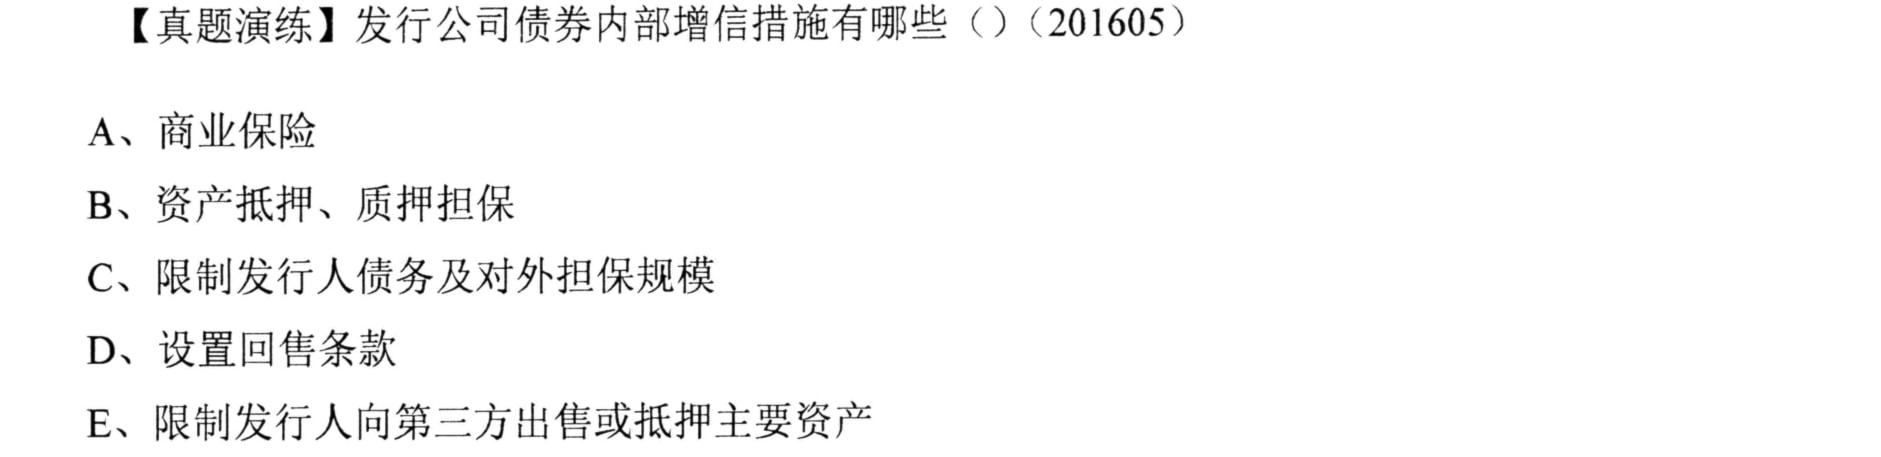 【真题演练】发行公司债券内部增信措施有哪些（）（201605）
A、商业保险
B、资产抵押、质押担保
C、限制发行人债务及对外担保规模
D、设置回售条款
E、限制发行人向第三方出售或抵押主要资产